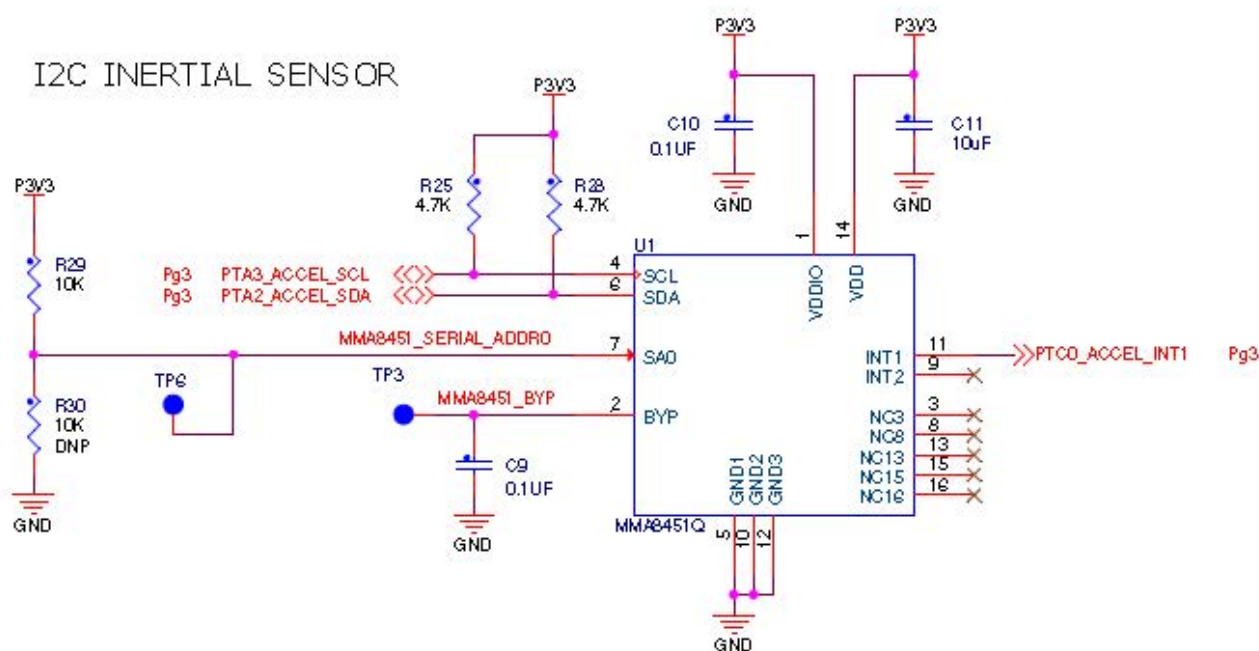 I2C INERTIAL SENSOR
P3V3
P3V3
P3V3
P3V3
C10
0.1UF
C11
10uF
GND
GND
R25
4.7K
R28
4.7K
R29
10K
U1
1
14
VDDIO
VDD
Pg3 PTA3_ACCEL_SCL
4
SCL
Pg3 PTA2_ACCEL_SDA
6
SDA
MMA8451_SERIAL_ADDR0
7
SA0
11
INT1
PTC0_ACCEL_INT1 Pg3
9
INT2
TP6
TP3
MMA8451_BYP
2
BYP
R30
10K
DNP
3
NC3
8
NC8
13
NC13
15
NC15
16
NC16
C9
0.1UF
GND1
GND2
GND3
MMA8451Q
5
10
12
GND
GND
GND